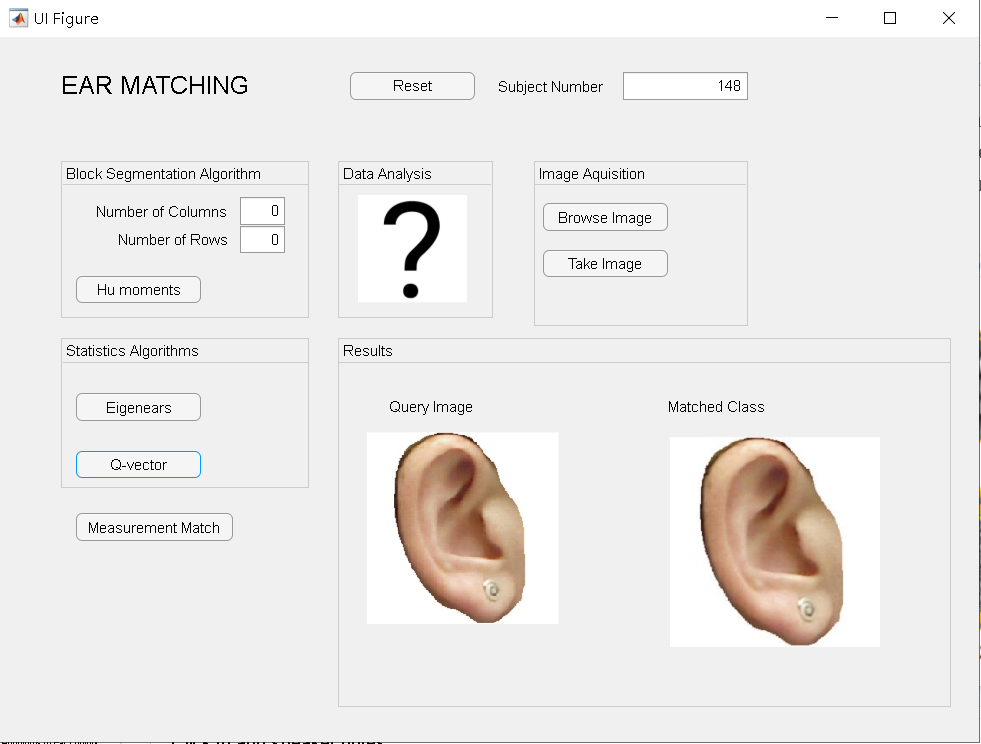 UI Figure
EAR MATCHING
Reset
Subject Number
148
Block Segmentation Algorithm
Number of Columns
0
Number of Rows
0
Hu moments
Data Analysis
?
Image Aquisition
Browse Image
Take Image
Statistics Algorithms
Eigenears
Q-vector
Measurement Match
Results
Query Image
Matched Class